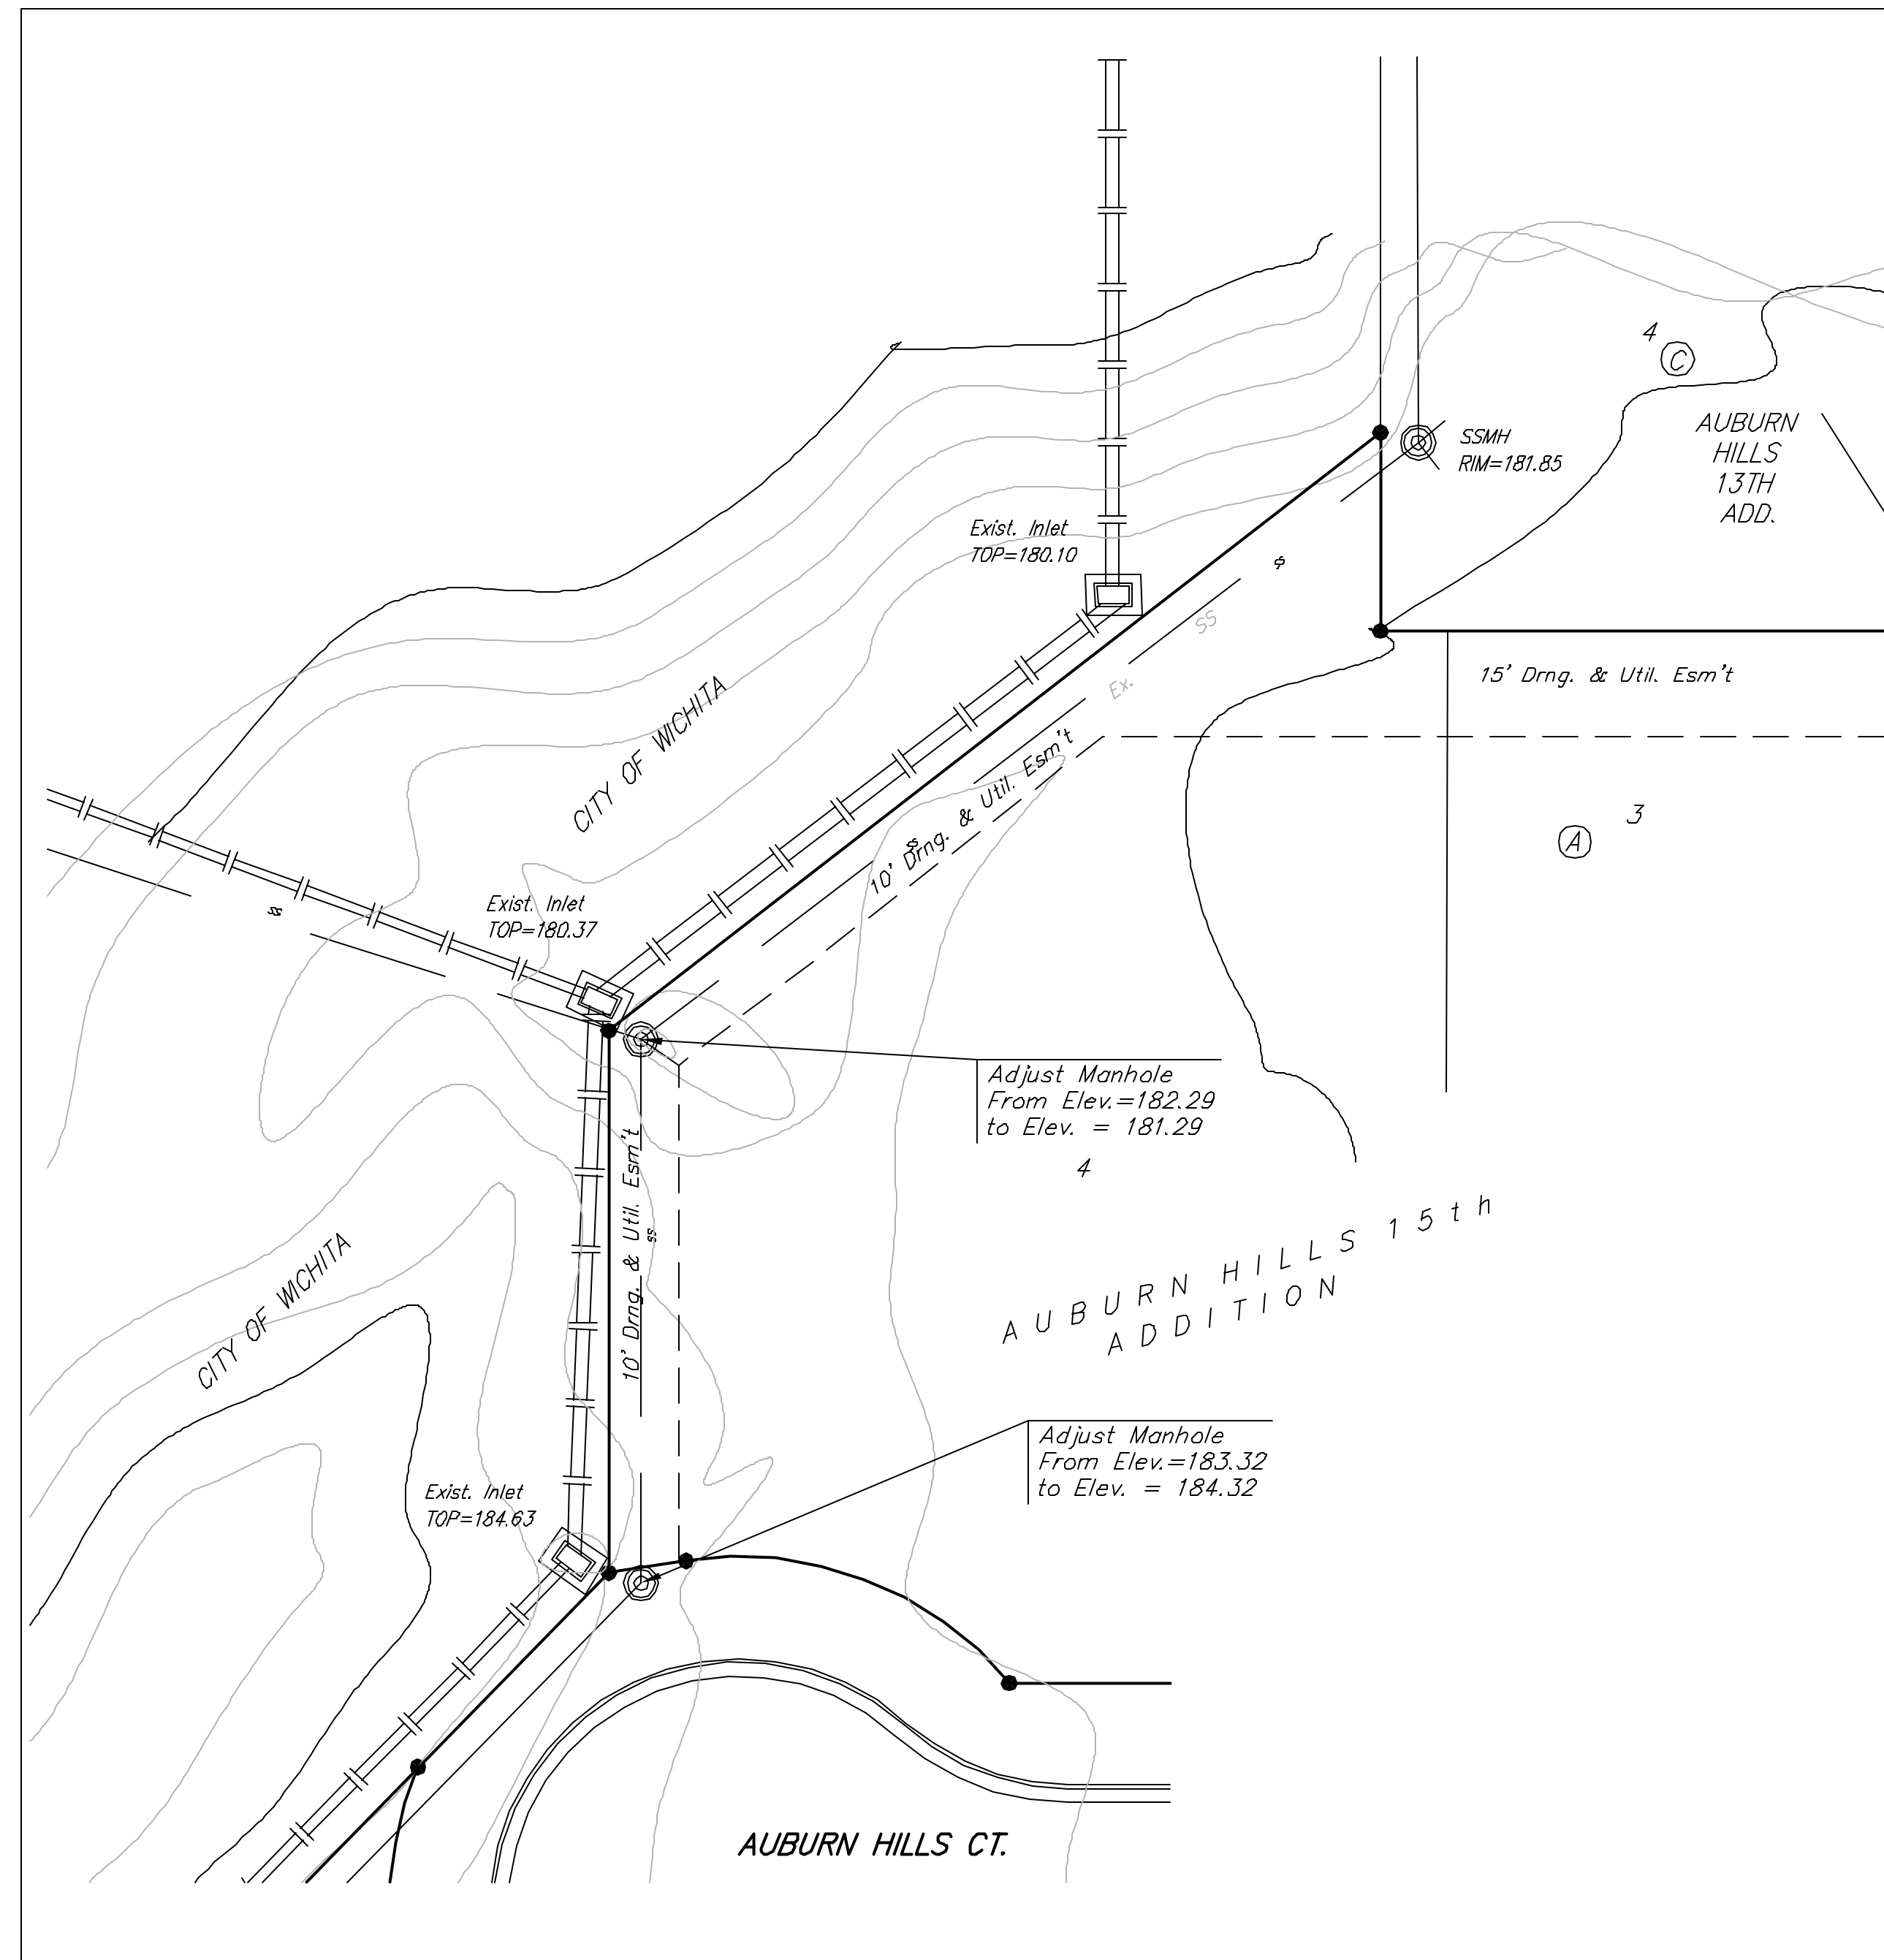 4
C
AUBURN
HILLS
13TH
ADD.
SSMH
RIM=181.85
Exist. Inlet
TOP=180.10
$
SS
Ex.
15' Drng. & Util. Esm't
CITY OF WICHITA
10' Drng. & Util. Esm't
3
A
Exist. Inlet
TOP=180.37
SS
Adjust Manhole
From Elev.=182.29
to Elev. = 181.29
4
10' Drng. & Util. Esm't
SS
AUBURN HILLS 15th
ADDITION
CITY OF WICHITA
Adjust Manhole
From Elev.=183.32
to Elev. = 184.32
Exist. Inlet
TOP=184.63
AUBURN HILLS CT.